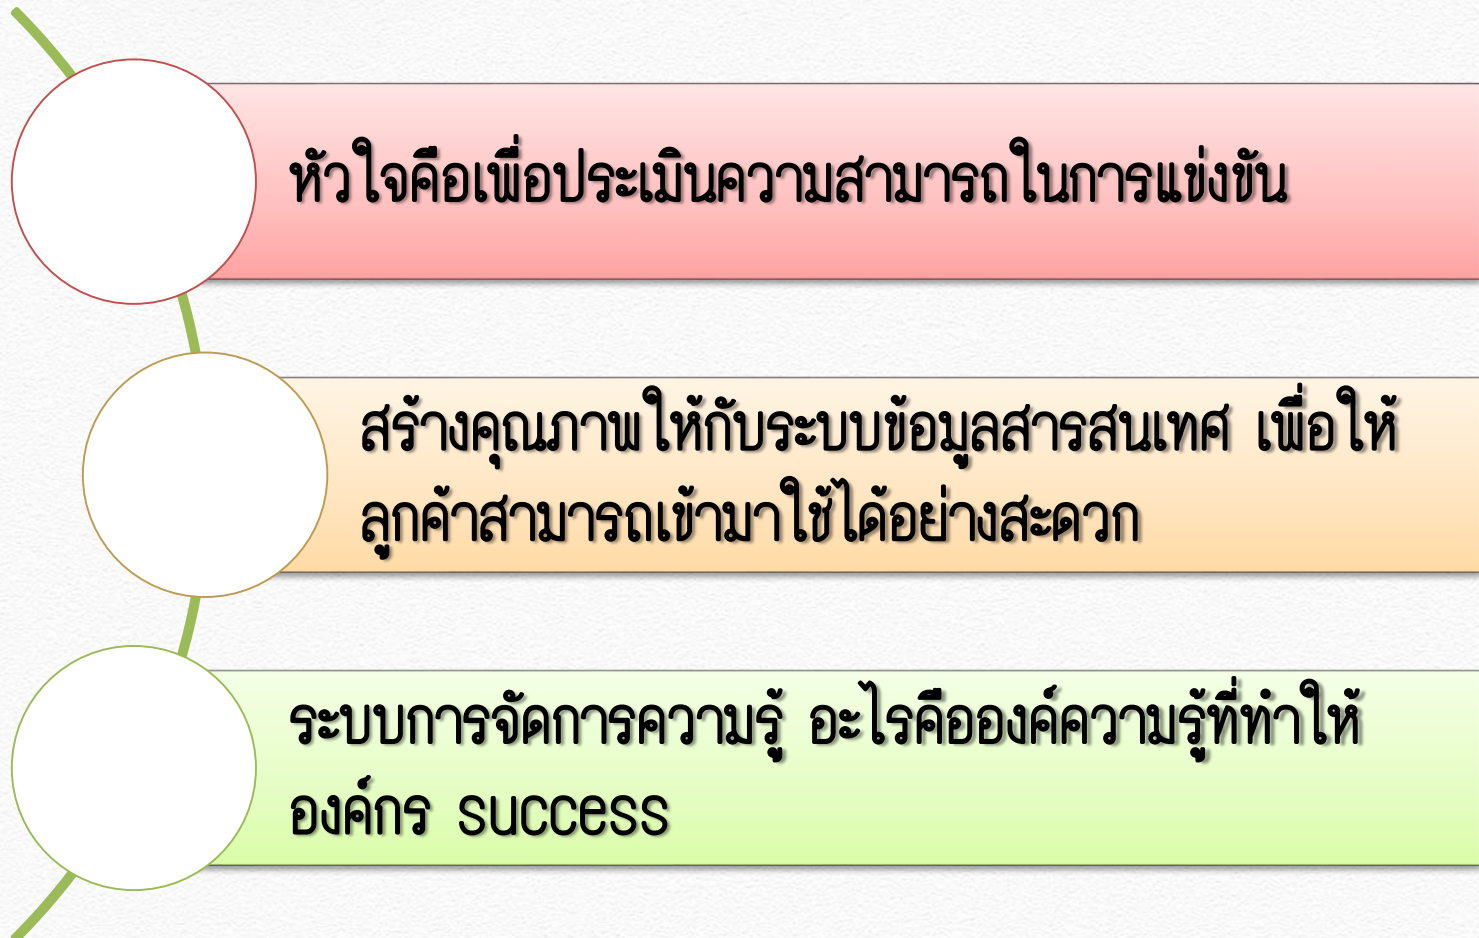 หัวใจคือเพื่อประเมินความสามารถในการแข่งขัน
สร้างคุณภาพให้กับระบบข้อมูลสารสนเทศ เพื่อให้
ลูกค้าสามารถเข้ามาใช้ได้อย่างสะดวก
ระบบการจัดการความรู้ อะไรคือองค์ความรู้ที่ทำให้
องค์กร success